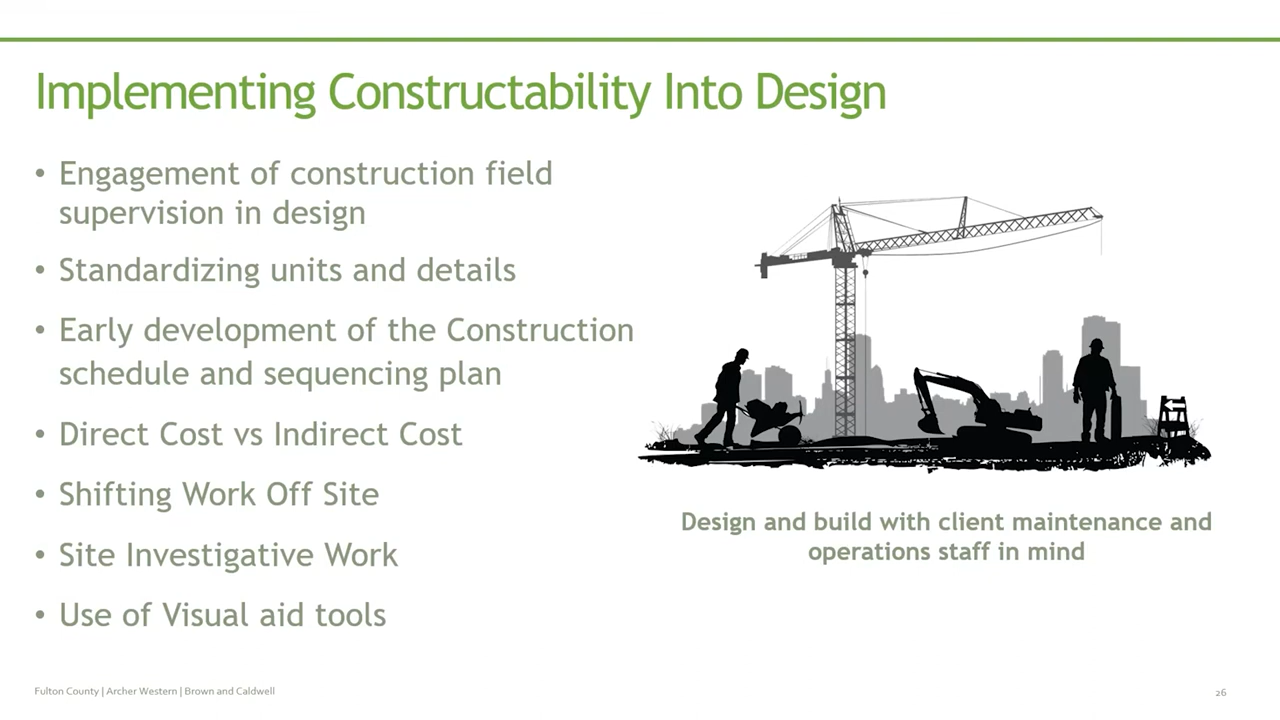 Implementing Constructability Into Design
• Engagement of construction field
supervision in design
• Standardizing units and details
• Early development of the Construction
schedule and sequencing plan
• Direct Cost vs Indirect Cost
• Shifting Work Off Site
• Site Investigative Work
• Use of Visual aid tools
Design and build with client maintenance and
operations staff in mind
Fulton County | Archer Western | Brown and Caldwell
26